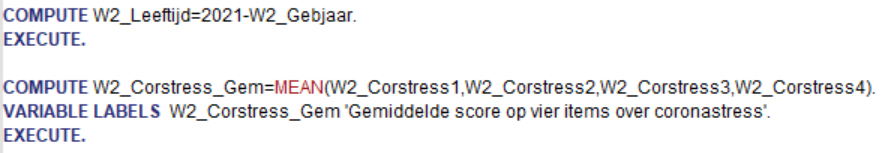 COMPUTE W2_Leeftijd=2021-W2_Gebjaar.
EXECUTE.
COMPUTE W2_Corstress_Gem=MEAN(W2_Corstress1,W2_Corstress2,W2_Corstress3,W2_Corstress4).
VARIABLE LABELS  W2_Corstress_Gem 'Gemiddelde score op vier items over coronastress'.
EXECUTE.